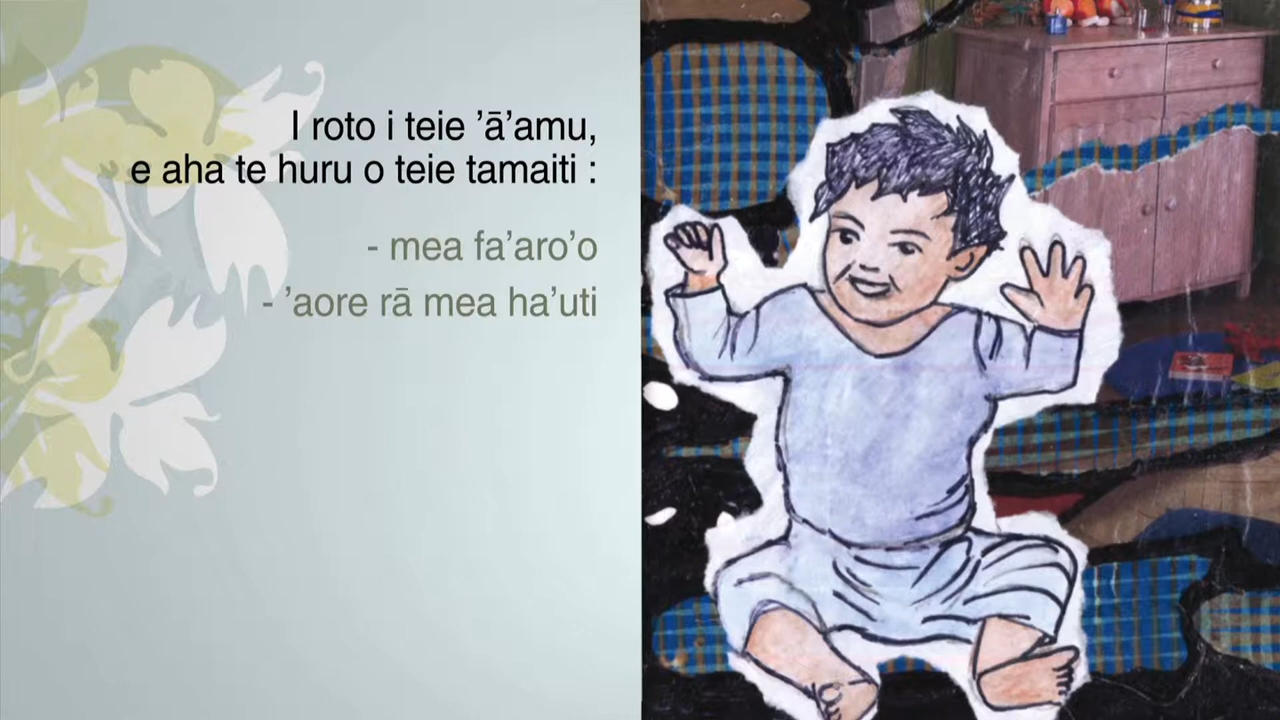 I roto i teie ’ā’amu,
e aha te huru o teie tamaiti :
- mea fa’aro’o
- ’aore rā mea ha’uti